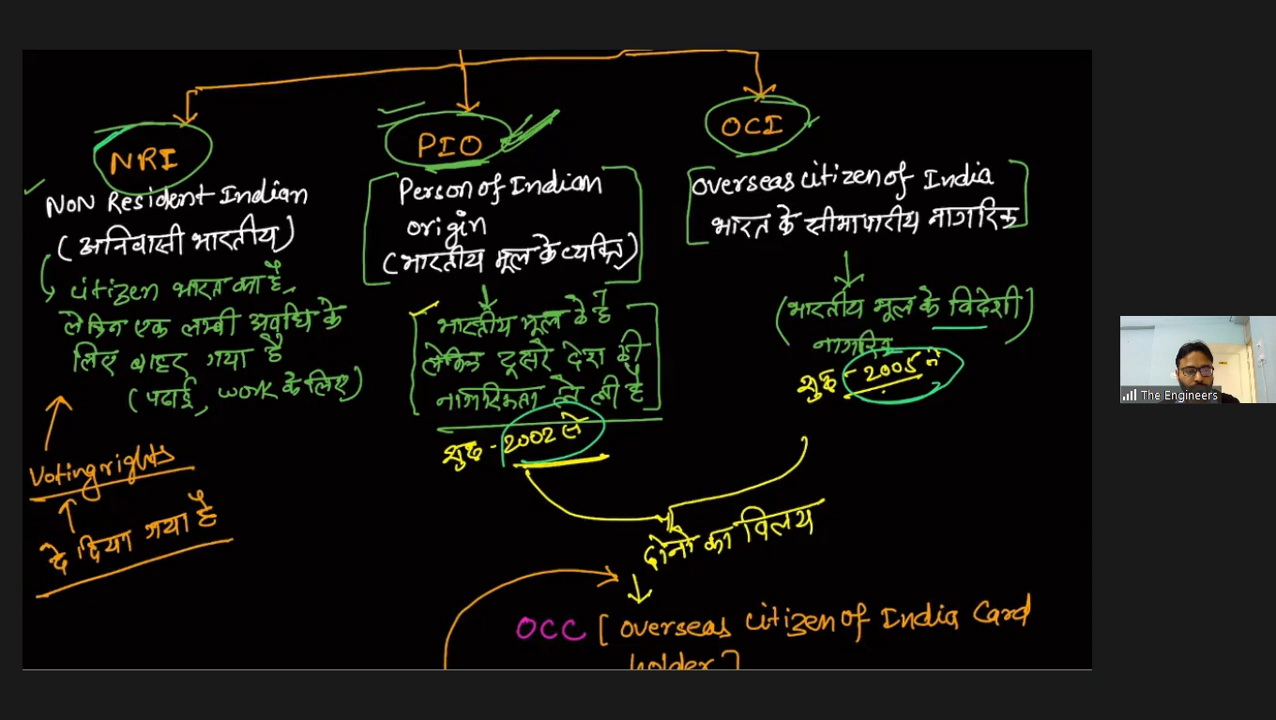 NRI
NON Resident Indian
(अनिवासी भारतीय)
citizen भारत का है,
लेकिन एक लम्बी अवधि के
लिए बाहर गया है
(पढाई, work के लिए)
Voting rights
दे दिया गया है
PIO
Person of Indian
origin
(भारतीय मूल के व्यक्ति)
भारतीय मूल के है
लेकिन दूसरे देश की
नागरिकता ले ली है
शुरू - 2002 से
OCI
Overseas citizen of India
भारत के सीमापारीय नागरिक
(भारतीय मूल के विदेशी)
नागरिक
शुरू - 2005 से
दोनो का विलय
OCC [overseas citizen of India Card
holder]
The Engineers